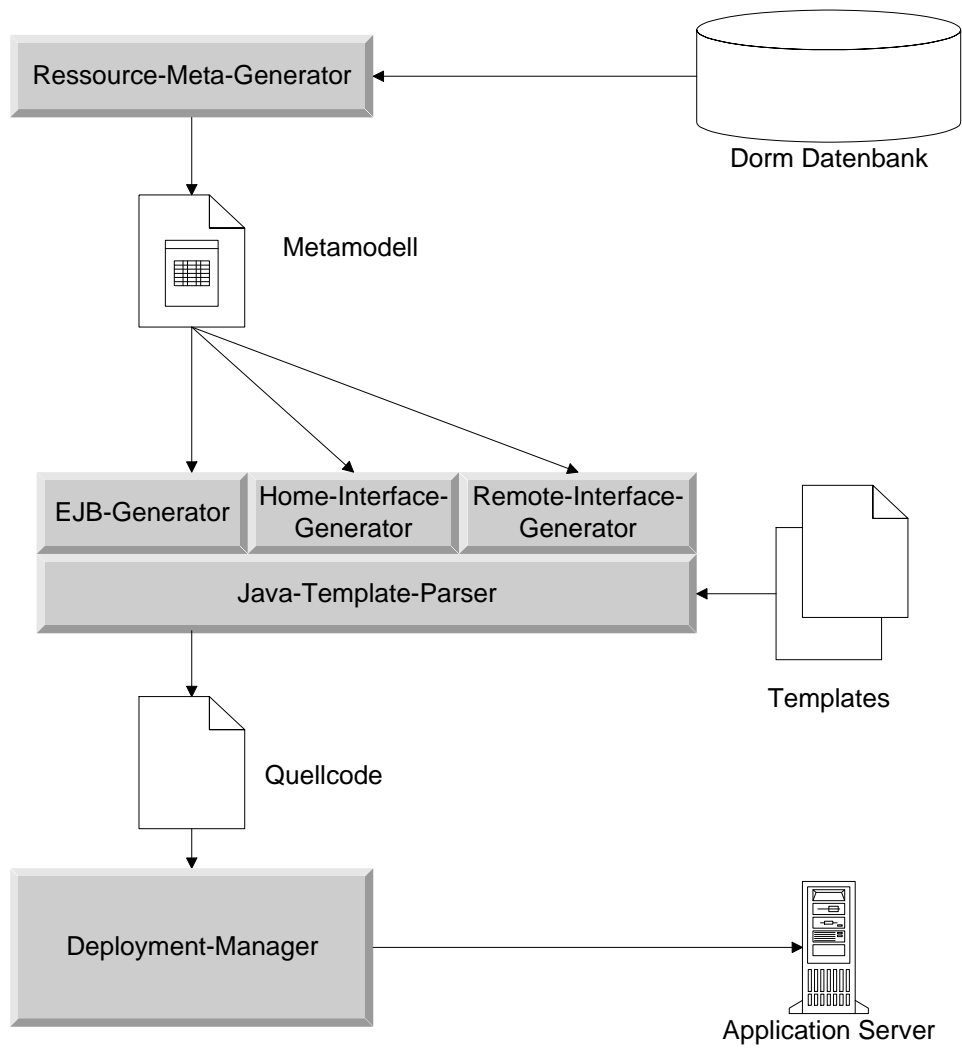 Ressource-Meta-Generator
Dorm Datenbank
Metamodell
EJB-Generator
Home-Interface-
Generator
Remote-Interface-
Generator
Java-Template-Parser
Templates
Quellcode
Deployment-Manager
Application Server